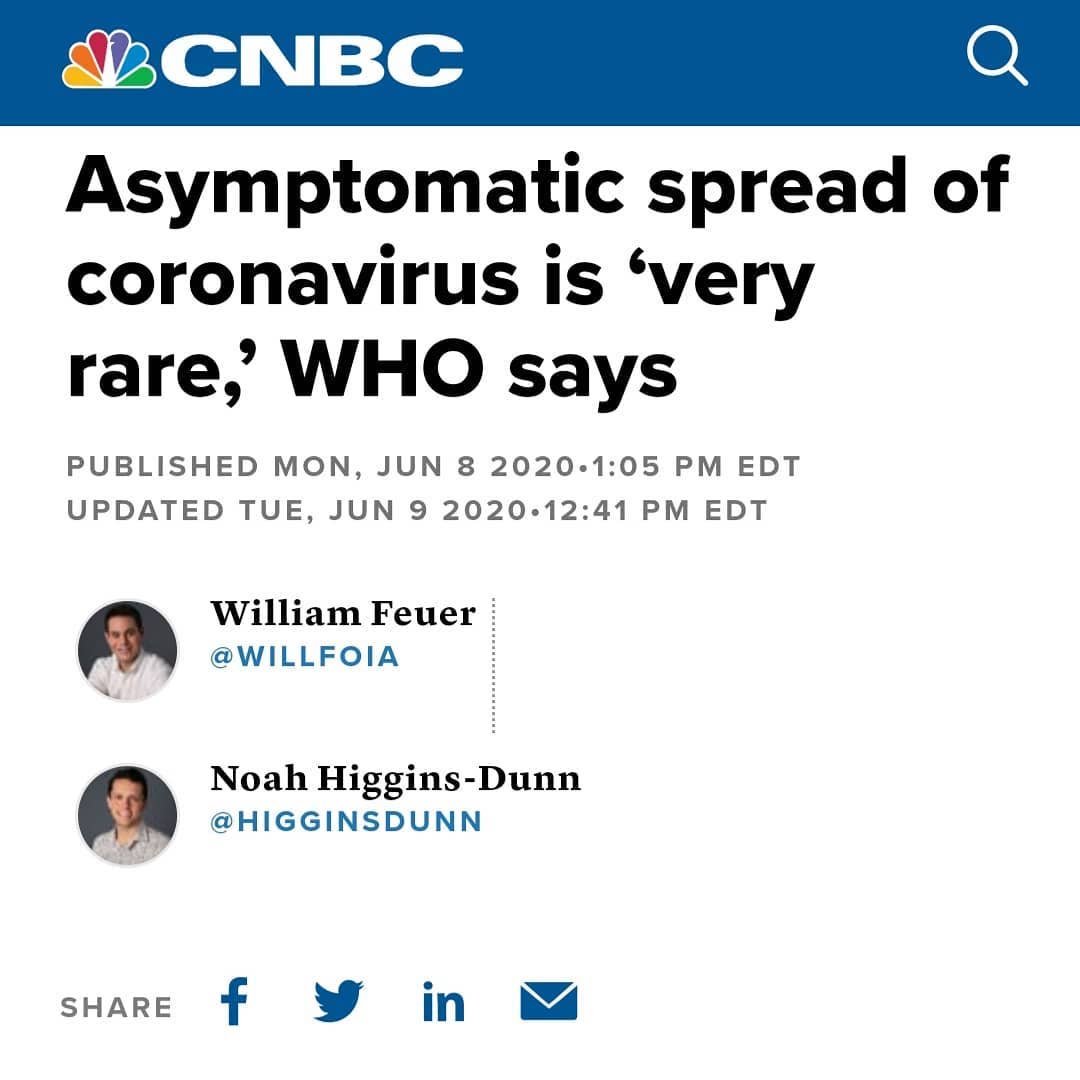 CNBC
Asymptomatic spread of
coronavirus is ‘very
rare,’ WHO says
PUBLISHED MON, JUN 8 2020•1:05 PM EDT
UPDATED TUE, JUN 9 2020•12:41 PM EDT
William Feuer
@WILLFOIA
Noah Higgins-Dunn
@HIGGINSDUNN
SHARE